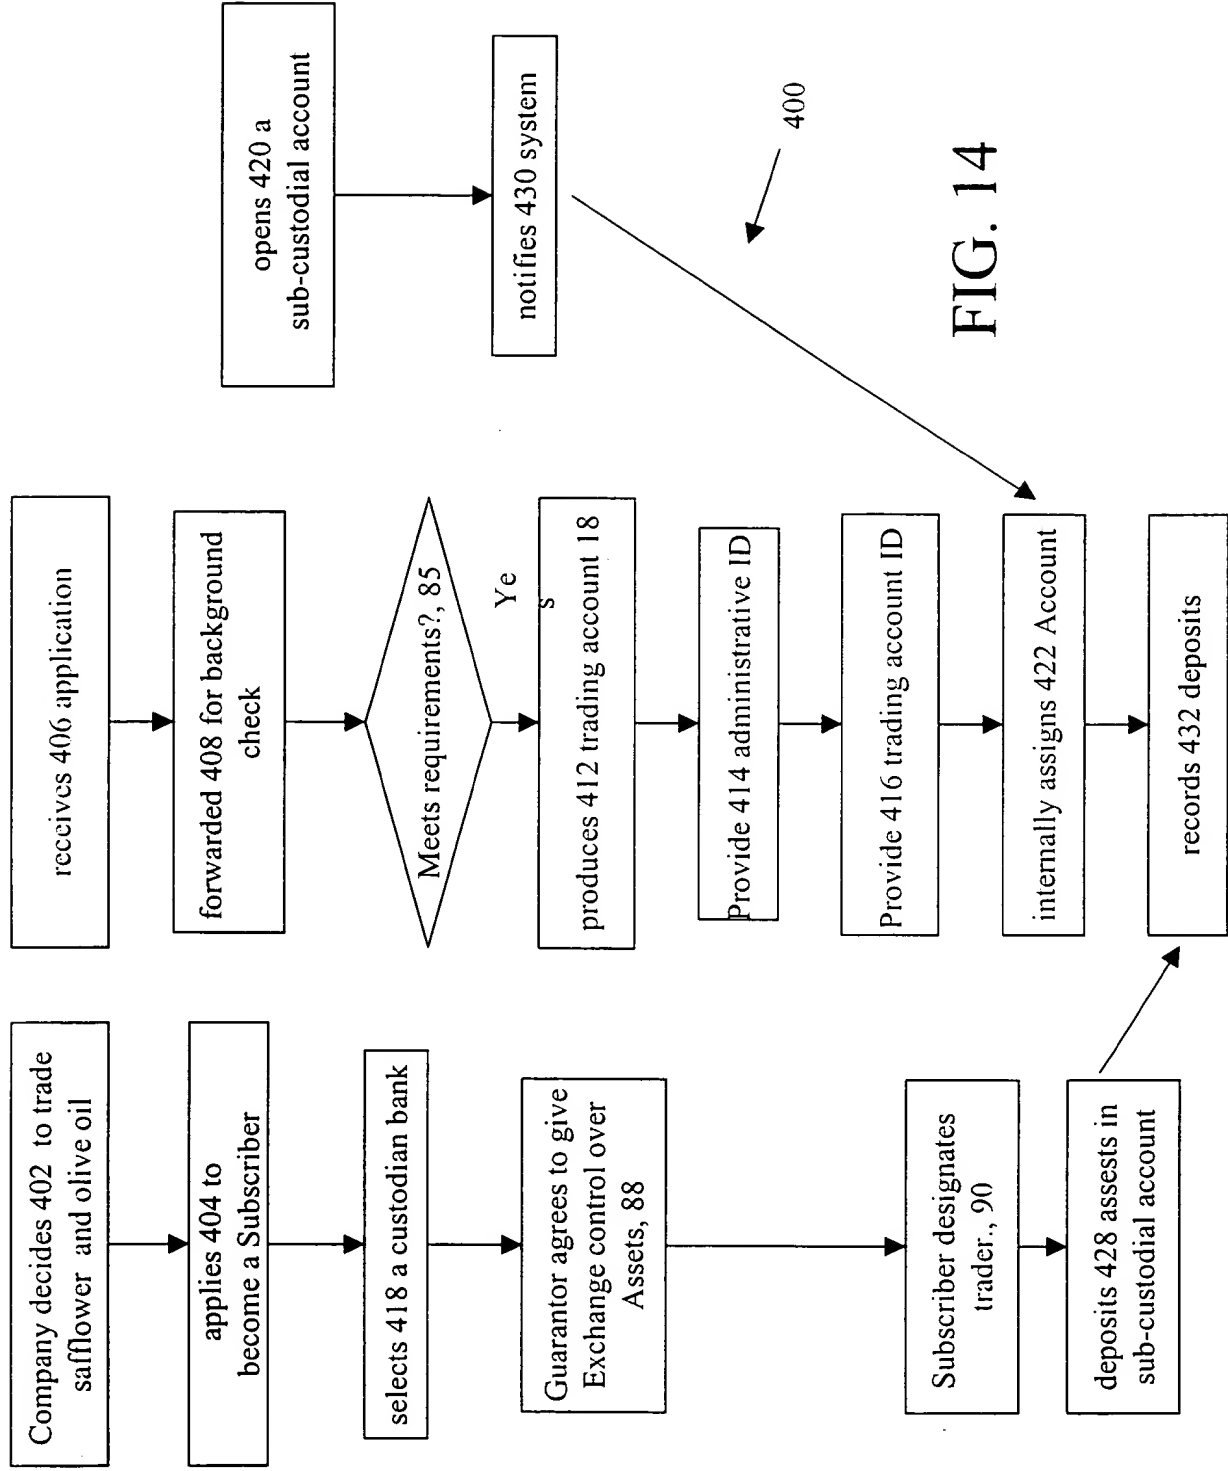 Company decides 402 to trade
safflower and olive oil
applies 404 to
become a Subscriber
selects 418 a custodian bank
Guarantor agrees to give
Exchange control over
Assets, 88
Subscriber designates
trader., 90
deposits 428 assests in
sub-custodial account
receives 406 application
forwarded 408 for background
check
Meets requirements?, 85
Ye
s
produces 412 trading account 18
Provide 414 administrative ID
Provide 416 trading account ID
internally assigns 422 Account
records 432 deposits
opens 420 a
sub-custodial account
notifies 430 system
400
FIG. 14